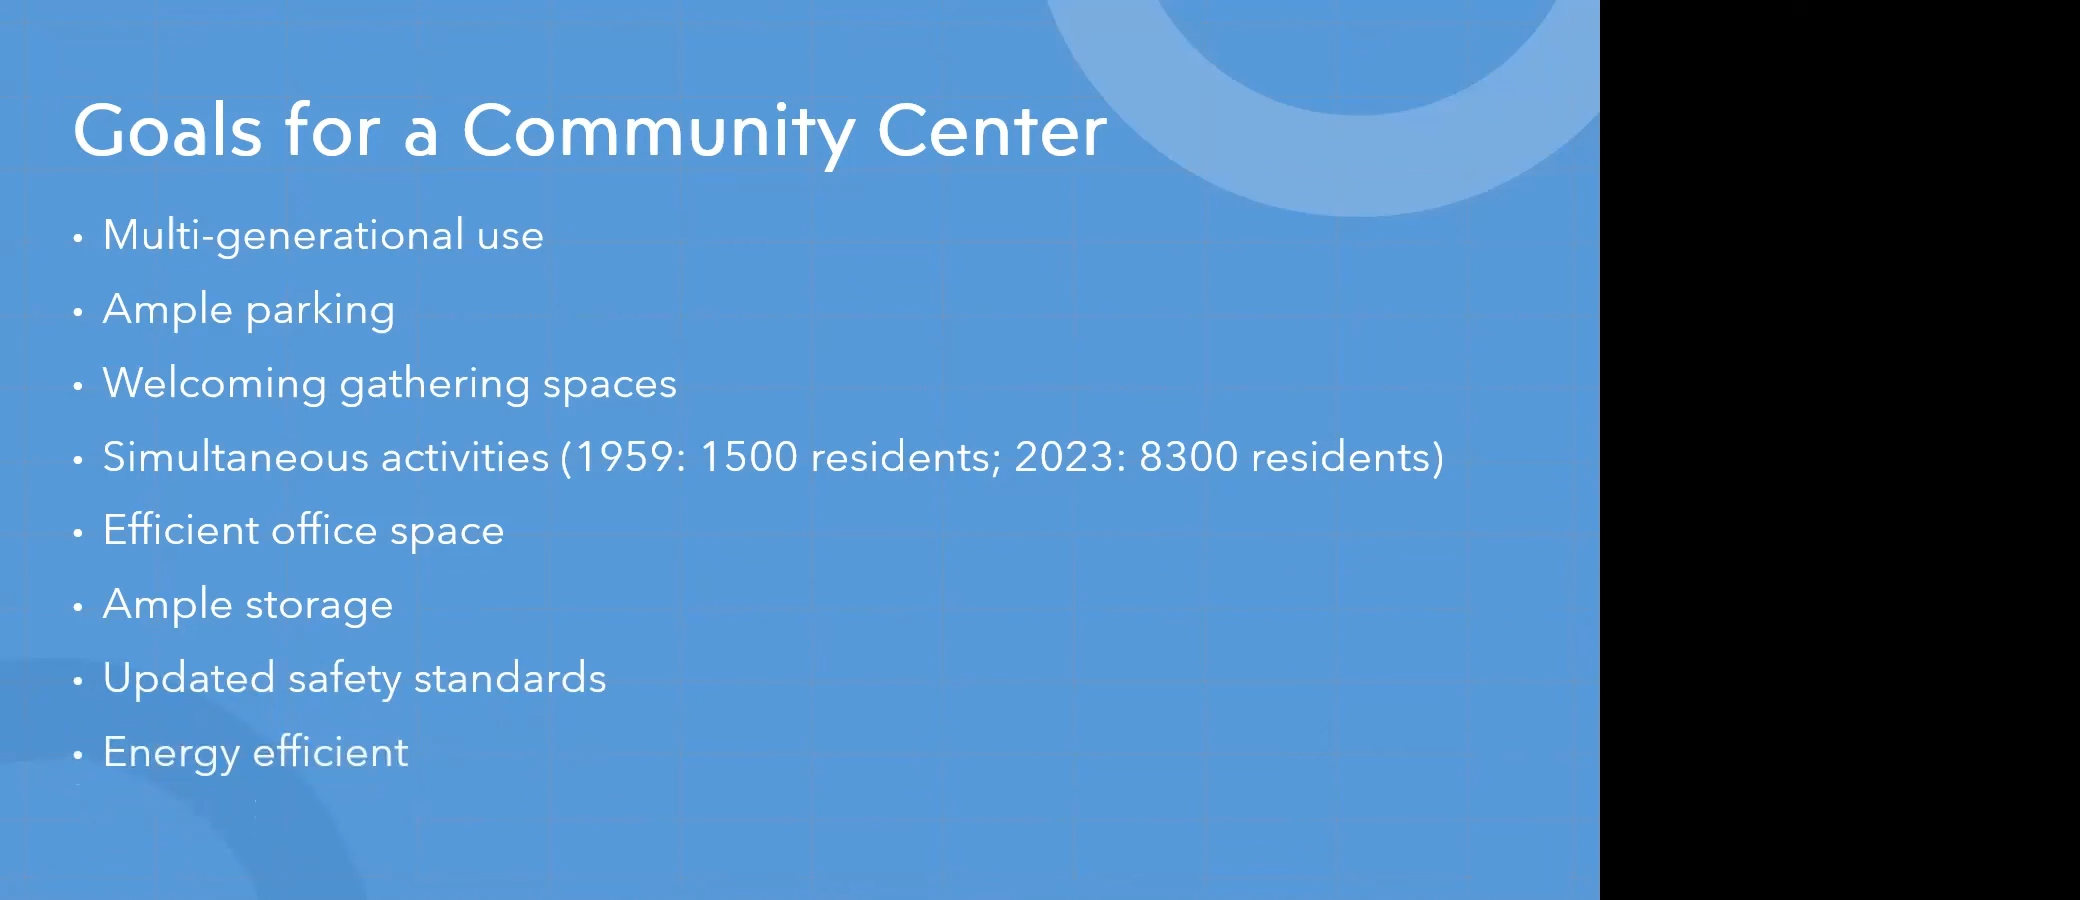 Goals for a Community Center
• Multi-generational use
• Ample parking
• Welcoming gathering spaces
• Simultaneous activities (1959: 1500 residents; 2023: 8300 residents)
• Efficient office space
• Ample storage
• Updated safety standards
• Energy efficient